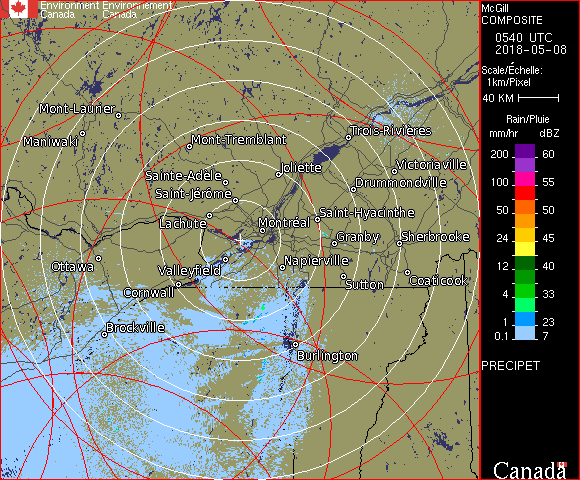 Environment Environnement
Canada Canada
McGill
COMPOSITE
0540 UTC
2018-05-08
Scale/Échelle:
1km/Pixel
40 KM
Rain/Pluie
mm/hr dBZ
200 60
100 55
50 50
24 45
12 40
4 33
1 23
0.1 7
PRECIPET
Canada
Mont-Laurier
Maniwaki
Mont-Tremblant
Trois-Rivières
Joliette
Victoriaville
Sainte-Adèle
Drummondville
Saint-Jérôme
Lachute
Saint-Hyacinthe
Montréal
Granby
Sherbrooke
Ottawa
Valleyfield
Napierville
Cornwall
Sutton
Coaticook
Brockville
Burlington